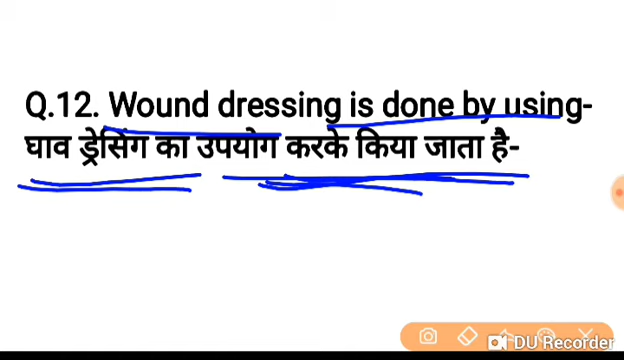 Q.12. Wound dressing is done by using-
घाव ड्रेसिंग का उपयोग करके किया जाता है-
DU Recorder